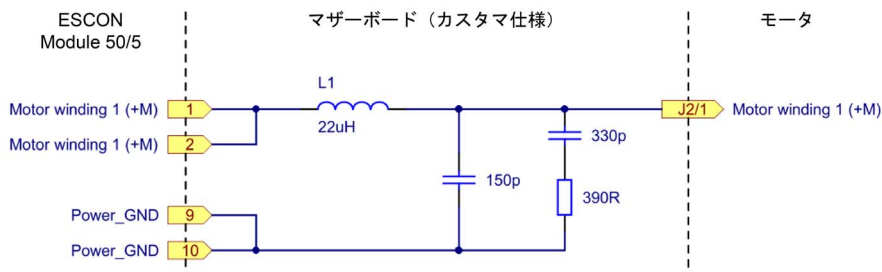 ESCON
Module 50/5
マザーボード（カスタマ仕様）
モータ
L1
22uH
Motor winding 1 (+M)
1
Motor winding 1 (+M)
2
150p
330p
390R
J2/1
Motor winding 1 (+M)
Power_GND
9
Power_GND
10